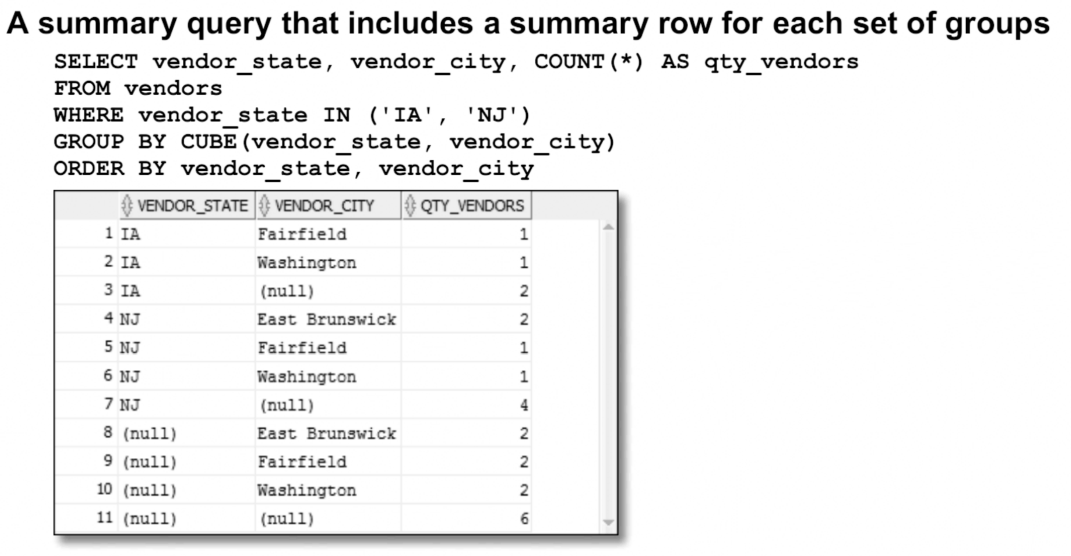 A summary query that includes a summary row for each set of groups
SELECT vendor_state, vendor_city, COUNT(*) AS qty_vendors
FROM vendors
WHERE vendor_state IN ('IA', 'NJ')
GROUP BY CUBE(vendor_state, vendor_city)
ORDER BY vendor_state, vendor_city
VENDOR_STATE VENDOR_CITY QTY_VENDORS
1 IA Fairfield 1
2 IA Washington 1
3 IA (null) 2
4 NJ East Brunswick 2
5 NJ Fairfield 1
6 NJ Washington 1
7 NJ (null) 4
8 (null) East Brunswick 2
9 (null) Fairfield 2
10 (null) Washington 2
11 (null) (null) 6